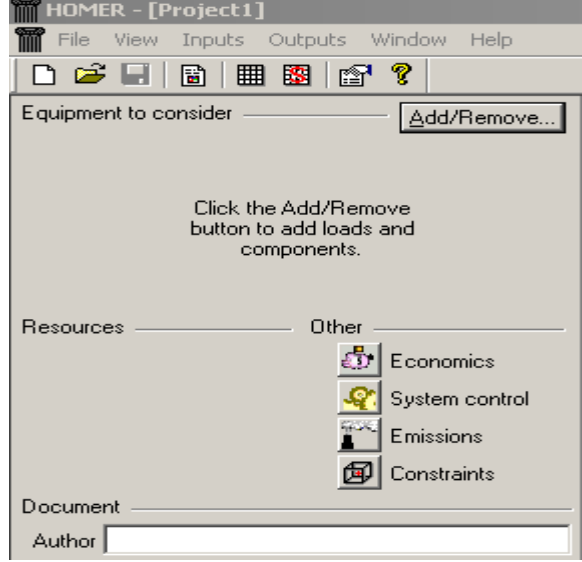 HOMER - [Project1]
File View Inputs Outputs Window Help
Equipment to consider
Add/Remove...
Click the Add/Remove
button to add loads and
components.
Resources
Other
Economics
System control
Emissions
Constraints
Document
Author